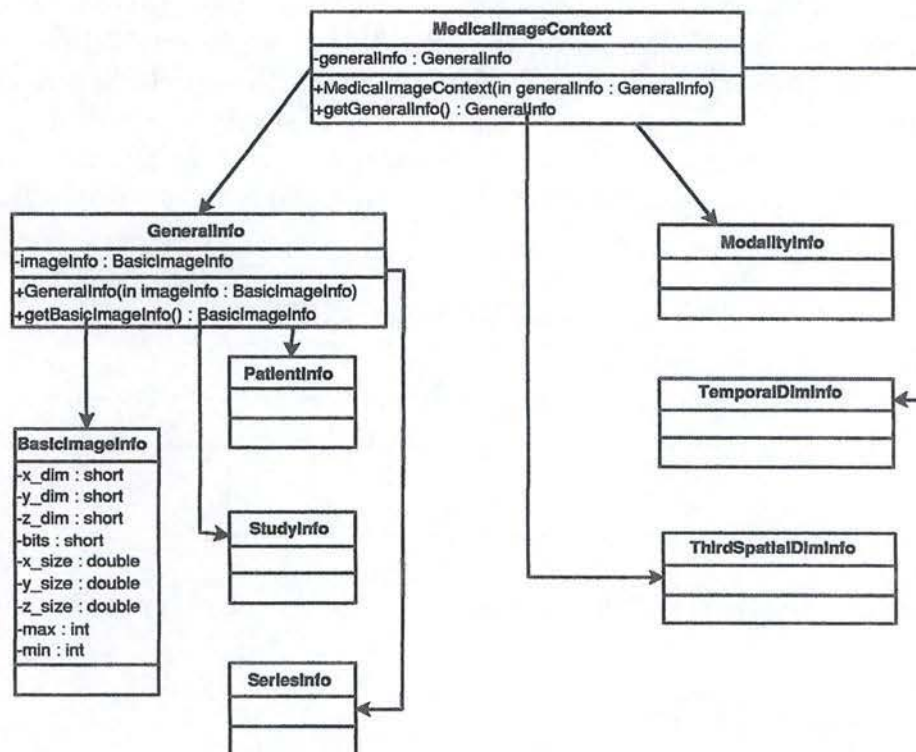 MedicalImageContext
-generalInfo : GeneralInfo
+MedicalImageContext(in generalInfo : GeneralInfo)
+getGeneralInfo() : GeneralInfo
GeneralInfo
-imageInfo : BasicImageInfo
+GeneralInfo(in imageInfo : BasicImageInfo)
+getBasicImageInfo() : BasicImageInfo
ModalityInfo
PatientInfo
TemporalDimInfo
BasicImageInfo
-x_dim : short
-y_dim : short
-z_dim : short
-bits : short
-x_size : double
-y_size : double
-z_size : double
-max : int
-min : int
StudyInfo
ThirdSpatialDimInfo
SeriesInfo